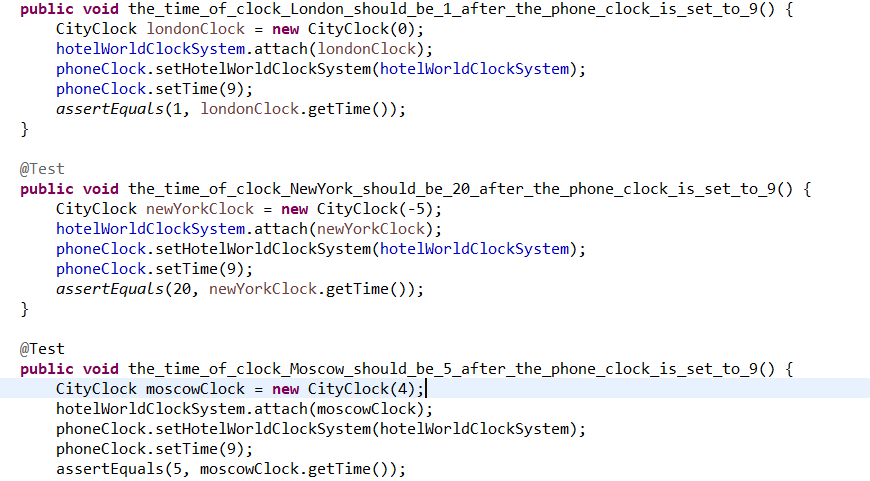 public void the_time_of_clock_London_should_be_1_after_the_phone_clock_is_set_to_9() {
    CityClock londonClock = new CityClock(0);
    hotelWorldClockSystem.attach(londonClock);
    phoneClock.setHotelWorldClockSystem(hotelWorldClockSystem);
    phoneClock.setTime(9);
    assertEquals(1, londonClock.getTime());
}
@Test
public void the_time_of_clock_NewYork_should_be_20_after_the_phone_clock_is_set_to_9() {
    CityClock newYorkClock = new CityClock(-5);
    hotelWorldClockSystem.attach(newYorkClock);
    phoneClock.setHotelWorldClockSystem(hotelWorldClockSystem);
    phoneClock.setTime(9);
    assertEquals(20, newYorkClock.getTime());
}
@Test
public void the_time_of_clock_Moscow_should_be_5_after_the_phone_clock_is_set_to_9() {
    CityClock moscowClock = new CityClock(4);
    hotelWorldClockSystem.attach(moscowClock);
    phoneClock.setHotelWorldClockSystem(hotelWorldClockSystem);
    phoneClock.setTime(9);
    assertEquals(5, moscowClock.getTime());